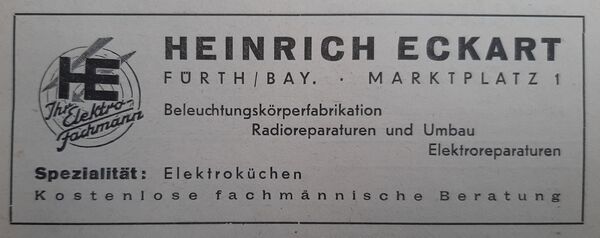 HE
Ihr Elektro-
Fachmann
HEINRICH ECKART
FÜRTH/BAY. · MARKTPLATZ 1
Beleuchtungskörperfabrikation
Radioreparaturen und Umbau
Elektroreparaturen
Spezialität: Elektroküchen
Kostenlose fachmännische Beratung